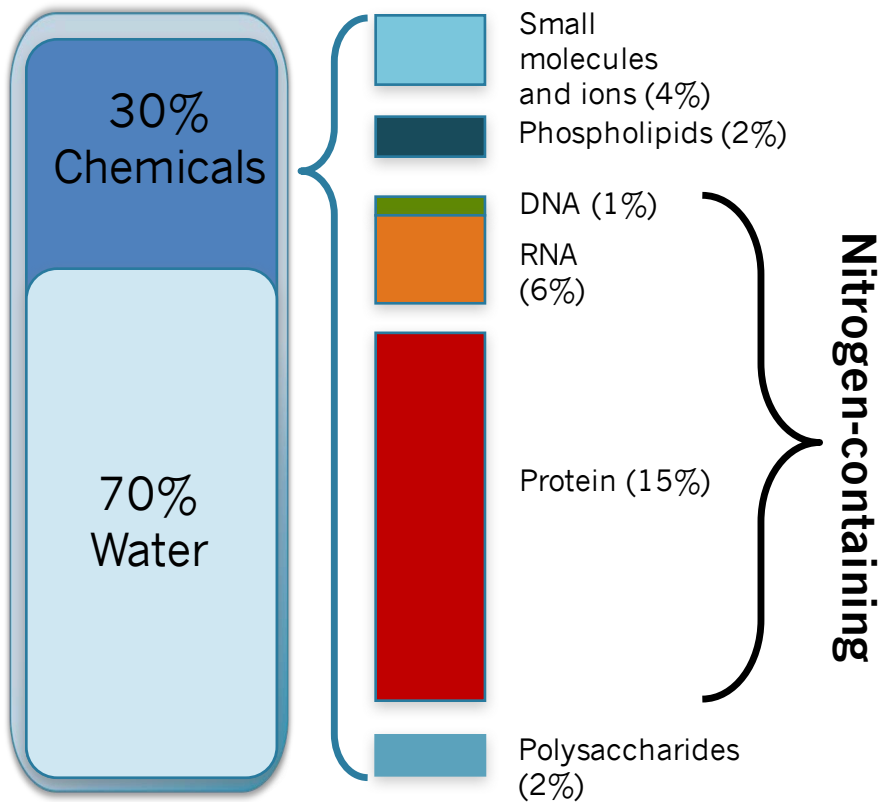 30%
Chemicals
70%
Water
Small
molecules
and ions (4%)
Phospholipids (2%)
DNA (1%)
RNA
(6%)
Protein (15%)
Polysaccharides
(2%)
Nitrogen-containing